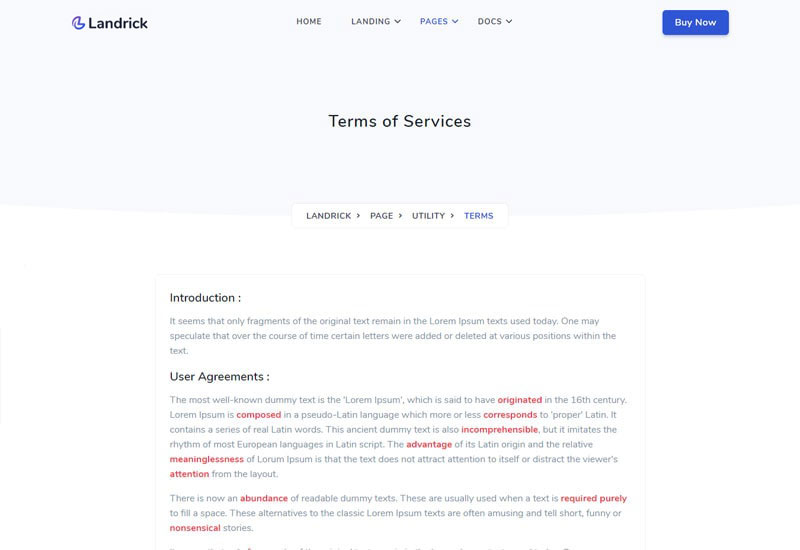 Landrick
HOME LANDING PAGES DOCS
Buy Now
Terms of Services
LANDRICK > PAGE > UTILITY > TERMS
Introduction :
It seems that only fragments of the original text remain in the Lorem Ipsum texts used today. One may
speculate that over the course of time certain letters were added or deleted at various positions within the
text.
User Agreements :
The most well-known dummy text is the 'Lorem Ipsum', which is said to have originated in the 16th century.
Lorem Ipsum is composed in a pseudo-Latin language which more or less corresponds to 'proper' Latin. It
contains a series of real Latin words. This ancient dummy text is also incomprehensible, but it imitates the
rhythm of most European languages in Latin script. The advantage of its Latin origin and the relative
meaninglessness of Lorum Ipsum is that the text does not attract attention to itself or distract the viewer's
attention from the layout.
There is now an abundance of readable dummy texts. These are usually used when a text is required purely
to fill a space. These alternatives to the classic Lorem Ipsum texts are often amusing and tell short, funny or
nonsensical stories.